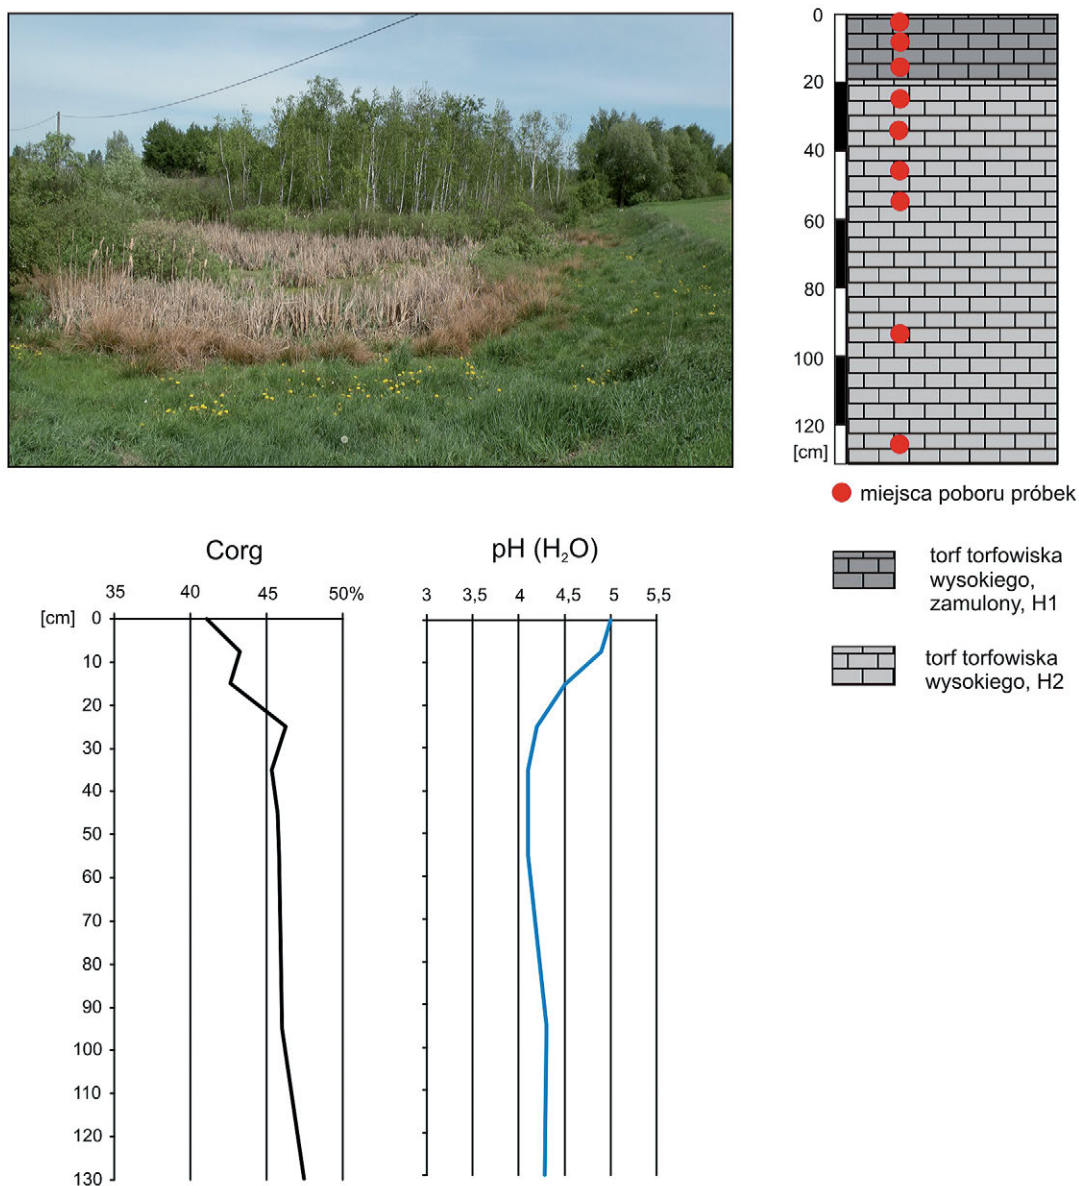 0
20
40
60
80
100
120
[cm]
miejsca poboru próbek
torf torfowiska
wysokiego,
zamulony, H1
torf torfowiska
wysokiego, H2
Corg
35 40 45 50%
[cm] 0
10
20
30
40
50
60
70
80
90
100
110
120
130
pH (H₂O)
3 3,5 4 4,5 5 5,5